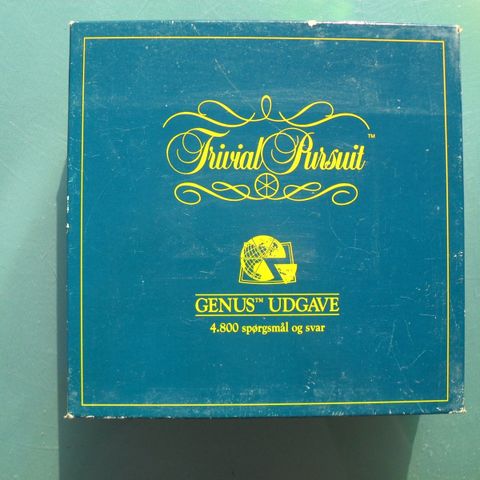 Trivial Pursuit™
GENUS™ UDGAVE
4.800 spørgsmål og svar